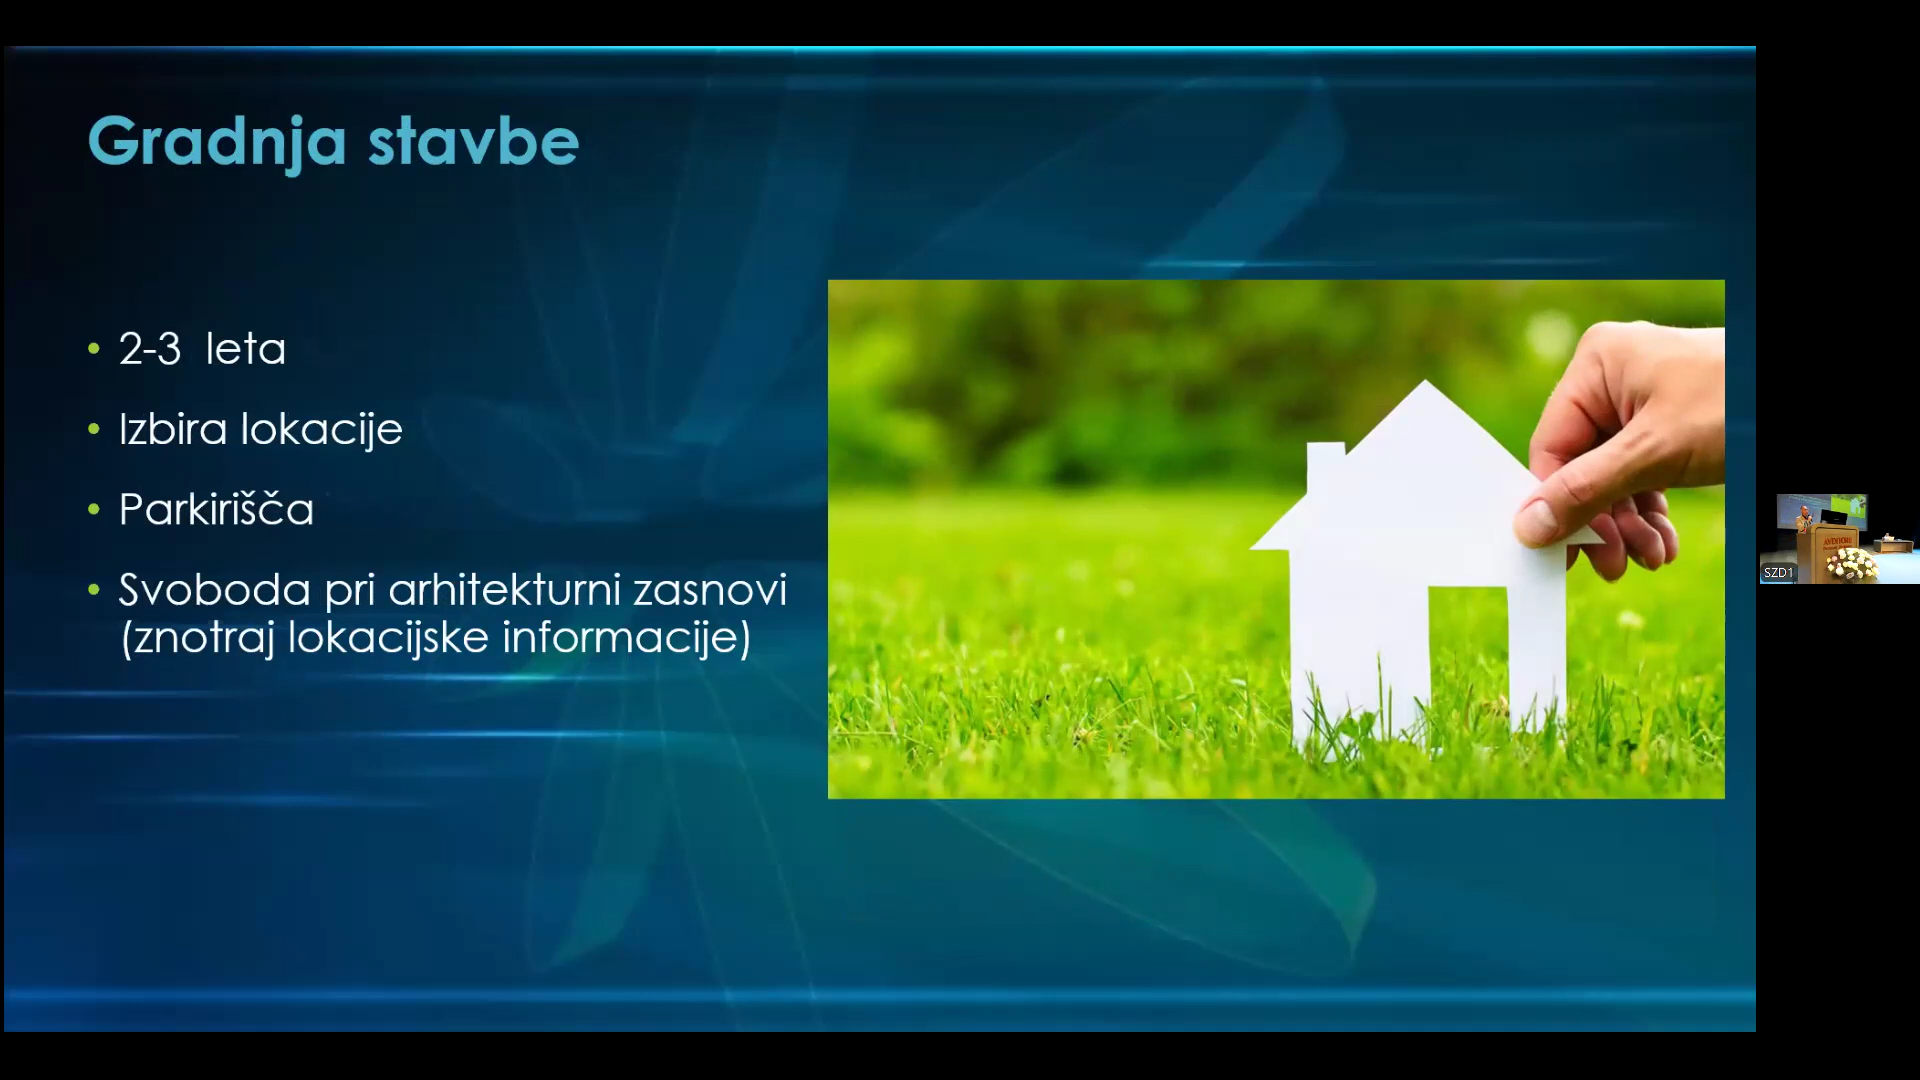 Gradnja stavbe
• 2-3 leta
• Izbira lokacije
• Parkirišča
• Svoboda pri arhitekturni zasnovi
(znotraj lokacijske informacije)
SZD1